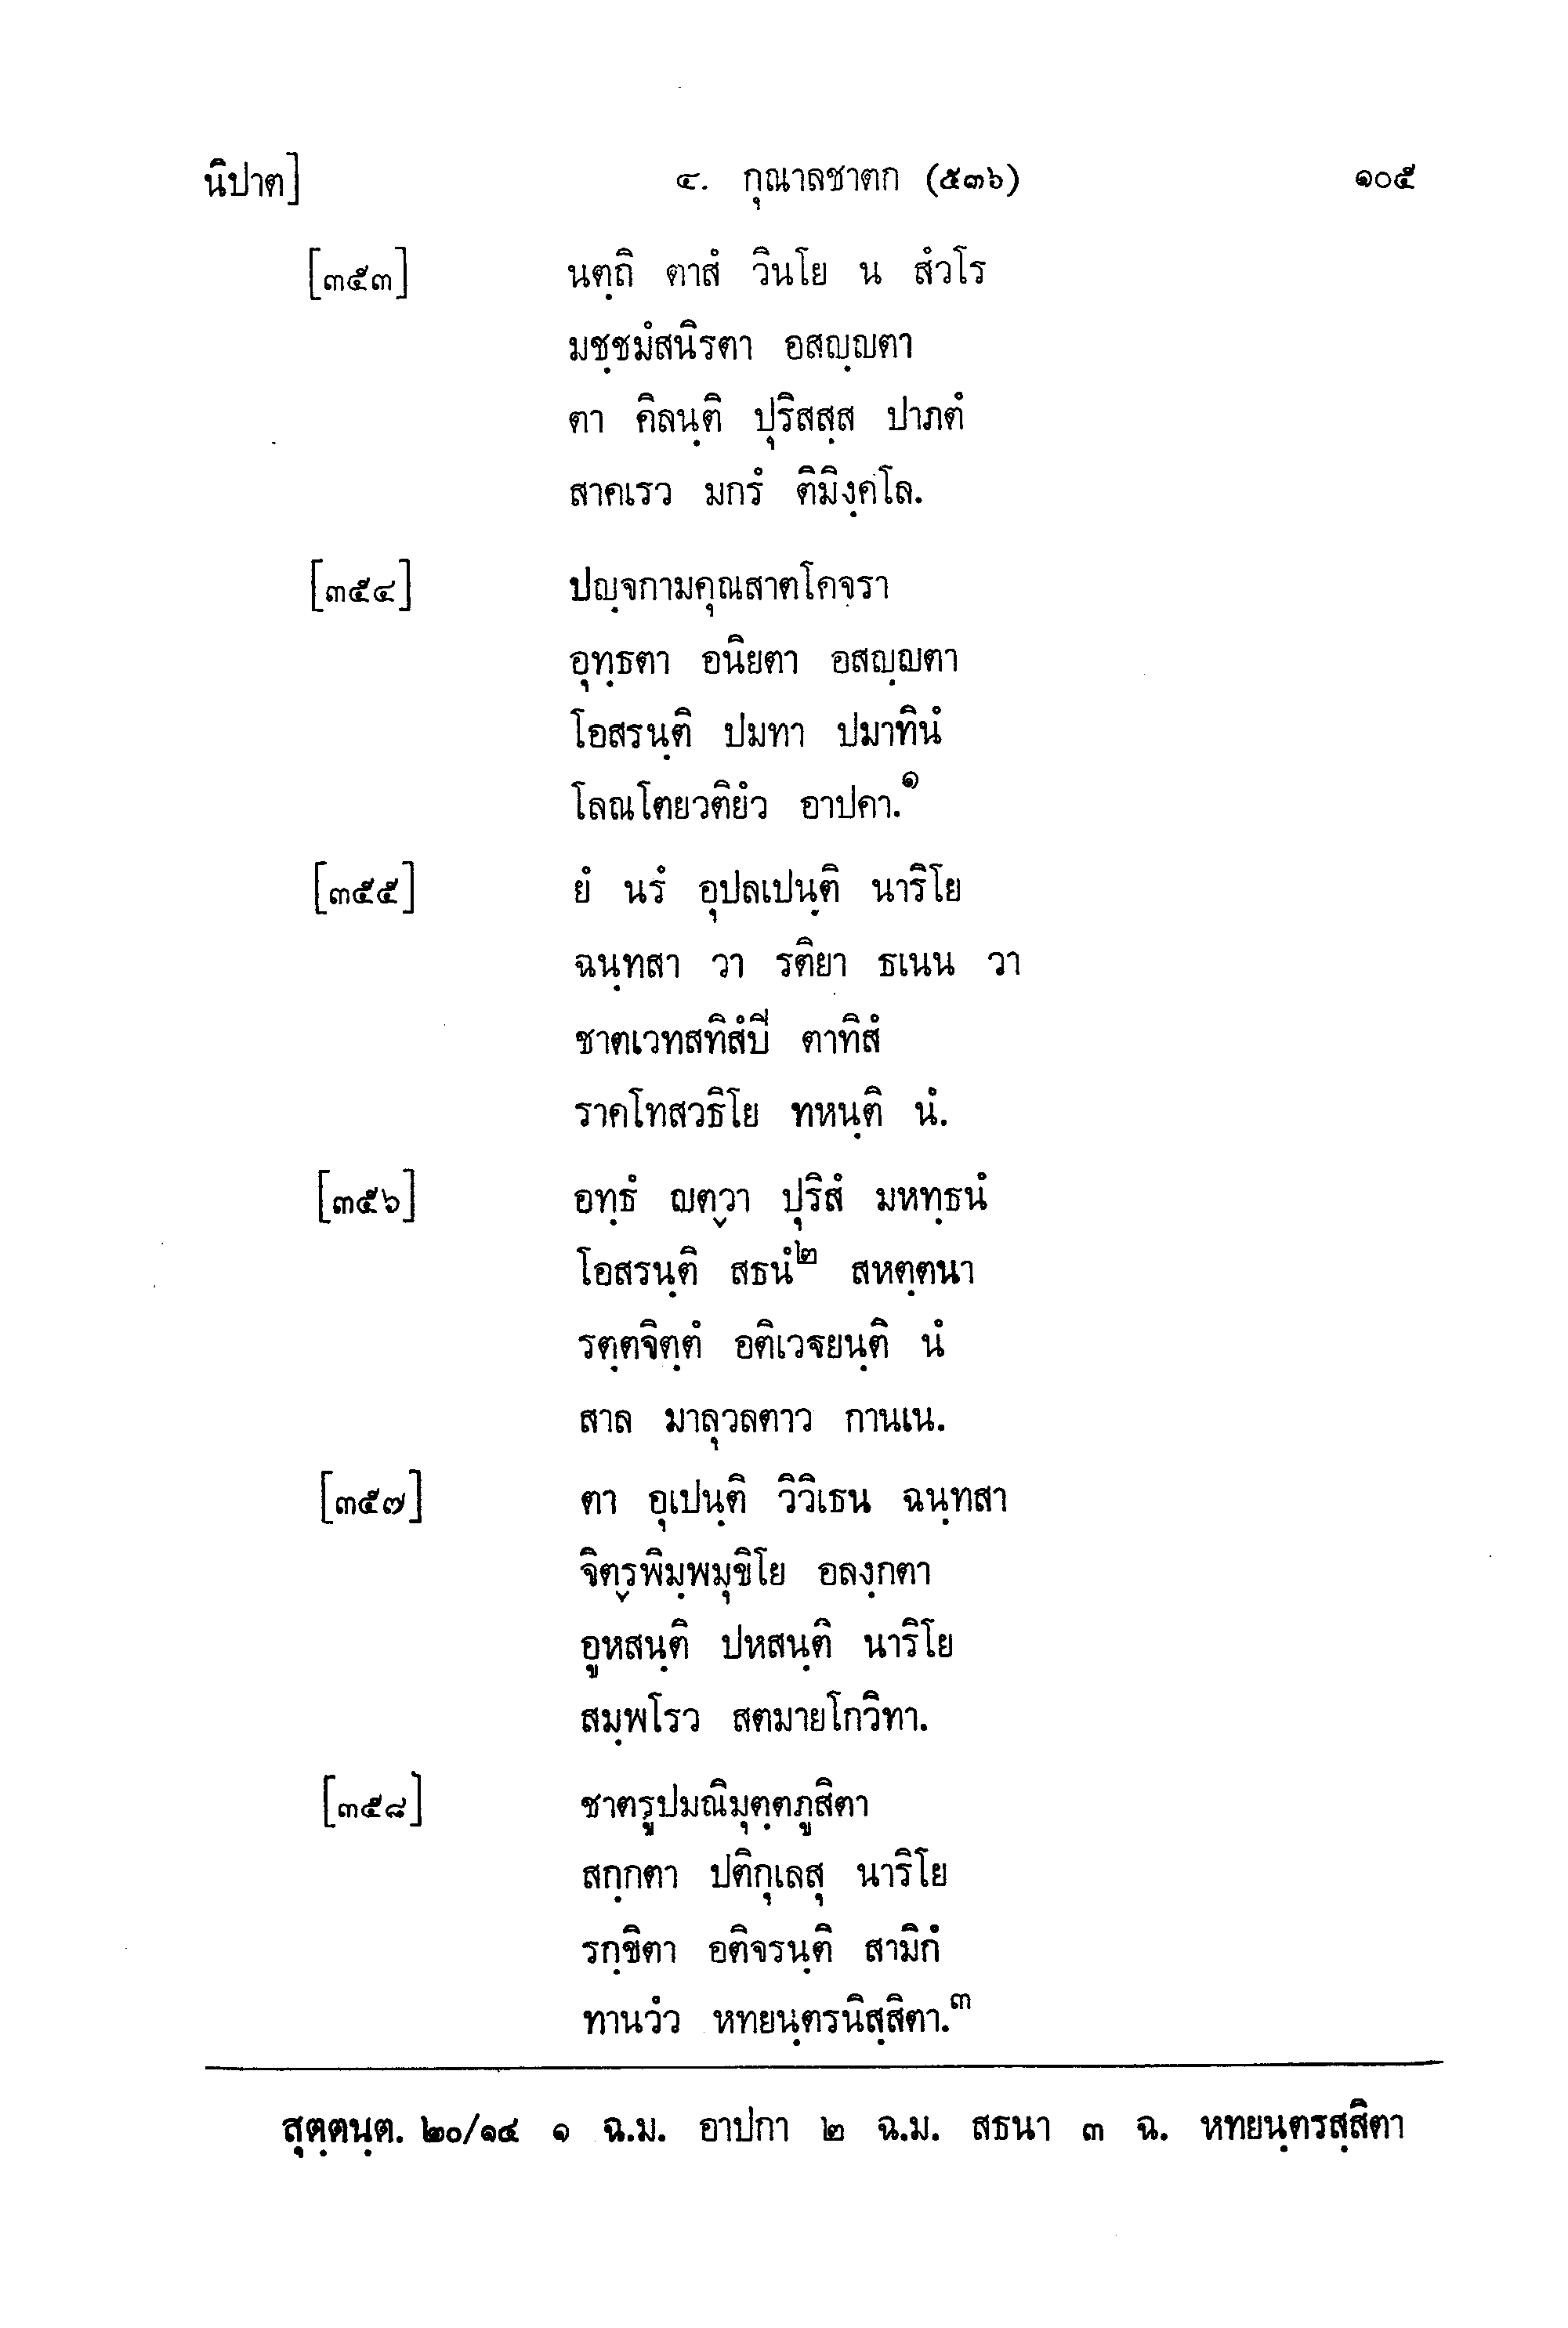 นิปาต] ๔. กุณาลชาตก (๕๓๖) ๑๐๕
[๓๕๓] นตฺถิ ตาสํ วินโย น สํวโร
มชฺชมํสนิรตา อสญฺญตา
ตา คิลนฺติ ปุริสสฺส ปาภตํ
สาคเรว มกรํ ติมิงฺคโล.
[๓๕๔] ปญฺจกามคุณสาตโคจรา
อุทฺธตา อนิยตา อสญฺญตา
โอสรนฺติ ปมทา ปมาทินํ
โลณโตยวติยํว อาปคา.๑
[๓๕๕] ยํ นรํ อุปลเปนฺติ นาริโย
ฉนฺทสา วา รติยา ธเนน วา
ชาตเวทสทิสํปิ ตาทิสํ
ราคโทสวธิโย ทหนฺติ นํ.
[๓๕๖] อทฺธํ ญตฺวา ปุริสํ มหทฺธนํ
โอสรนฺติ สธนํ๒ สหตฺตนา
รตฺตจิตฺตํ อติเวฐยนฺติ นํ
สาล มาลุวลตาว กานเน.
[๓๕๗] ตา อุเปนฺติ วิวิเธน ฉนฺทสา
จิตฺรพิมฺพมุขิโย อลงฺกตา
อูหสนฺติ ปหสนฺติ นาริโย
สมฺพโรว สตมายโกวิทา.
[๓๕๘] ชาตรูปมณิมุตฺตภูสิตา
สกฺกตา ปติกุเลสุ นาริโย
รกฺขิตา อติจรนฺติ สามิกํ
ทานวํว หทยนฺตรนิสฺสิตา.๓
สุตฺตนฺต. ๒๐/๑๔ ๑ ฉ.ม. อาปกา ๒ ฉ.ม. สธนา ๓ ฉ. หทยนฺตรสฺสิตา